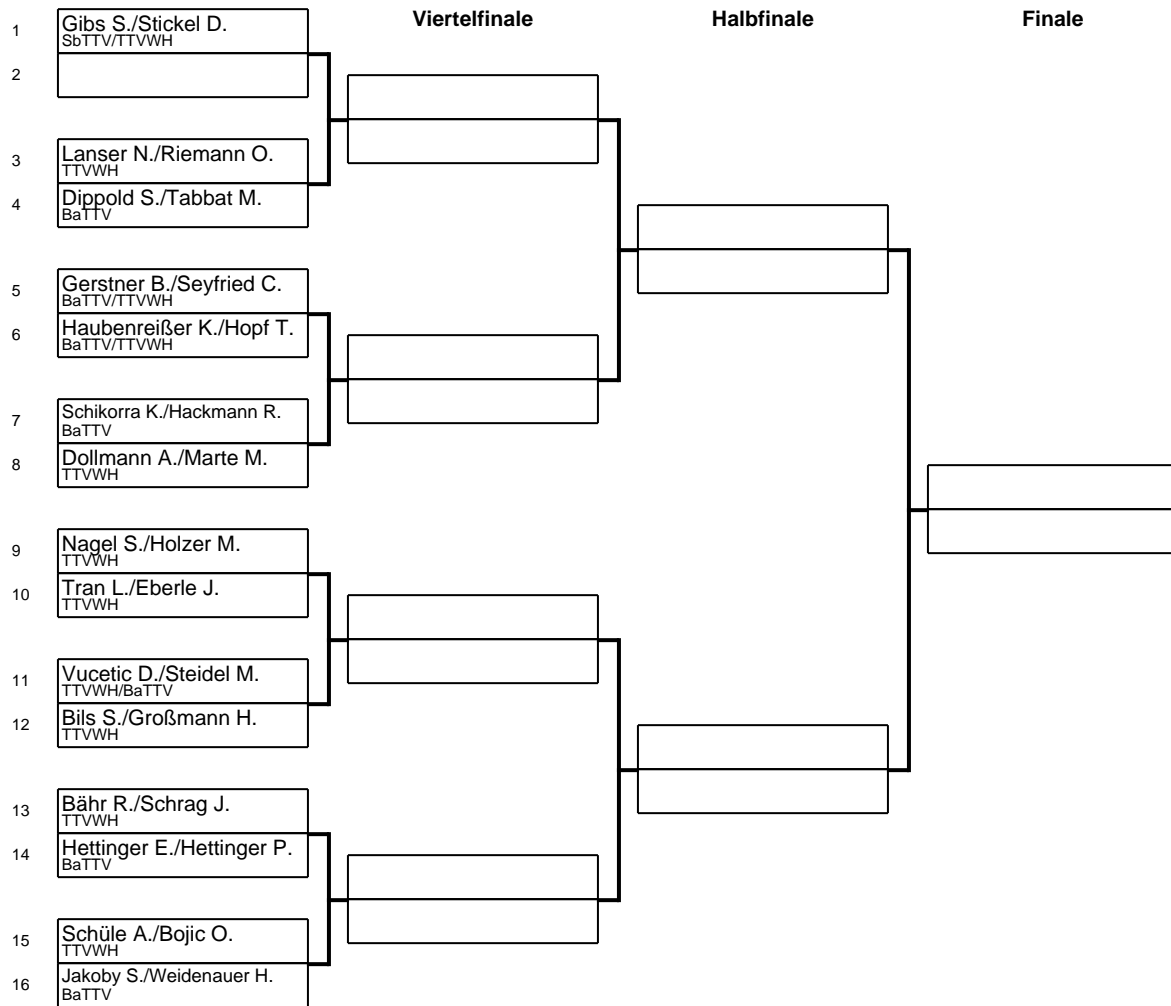 Viertelfinale Halbfinale Finale
1 Gibs S./Stickel D.
SbTTV/TTVWH
2
3 Lanser N./Riemann O.
TTVWH
4 Dippold S./Tabbat M.
BaTTV
5 Gerstner B./Seyfried C.
BaTTV/TTVWH
6 Haubenreißer K./Hopf T.
BaTTV/TTVWH
7 Schikorra K./Hackmann R.
BaTTV
8 Dollmann A./Marte M.
TTVWH
9 Nagel S./Holzer M.
TTVWH
10 Tran L./Eberle J.
TTVWH
11 Vucetic D./Steidel M.
TTVWH/BaTTV
12 Bils S./Großmann H.
TTVWH
13 Bähr R./Schrag J.
TTVWH
14 Hettinger E./Hettinger P.
BaTTV
15 Schüle A./Bojic O.
TTVWH
16 Jakoby S./Weidenauer H.
BaTTV